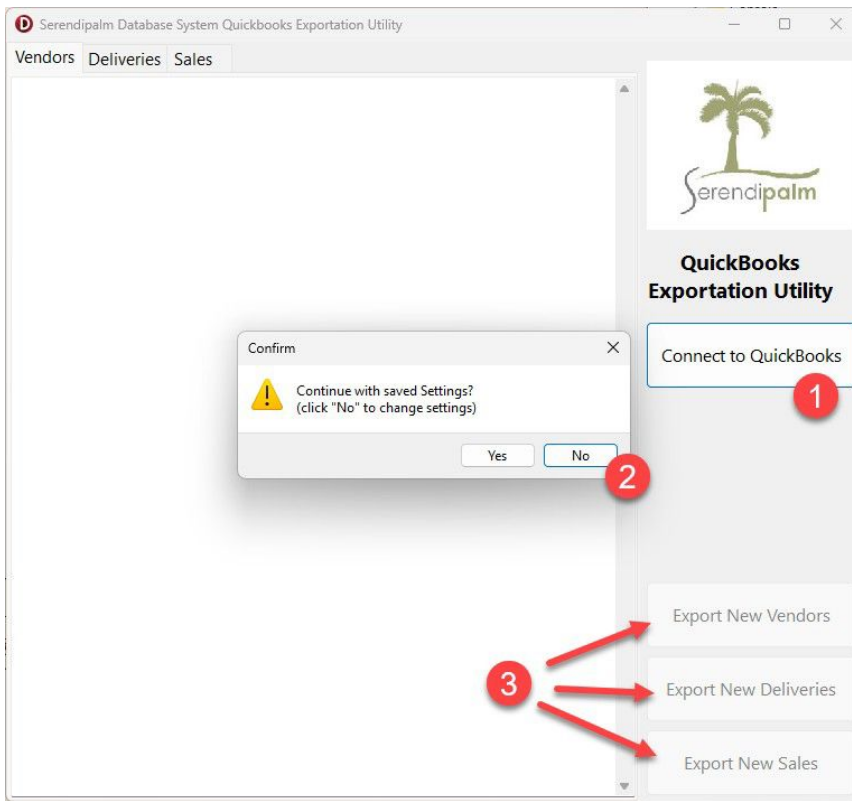 Serendipalm Database System Quickbooks Exportation Utility
Vendors Deliveries Sales
Serendipalm
QuickBooks
Exportation Utility
Connect to QuickBooks
1
Confirm
Continue with saved Settings?
(click "No" to change settings)
Yes No
2
3
Export New Vendors
Export New Deliveries
Export New Sales